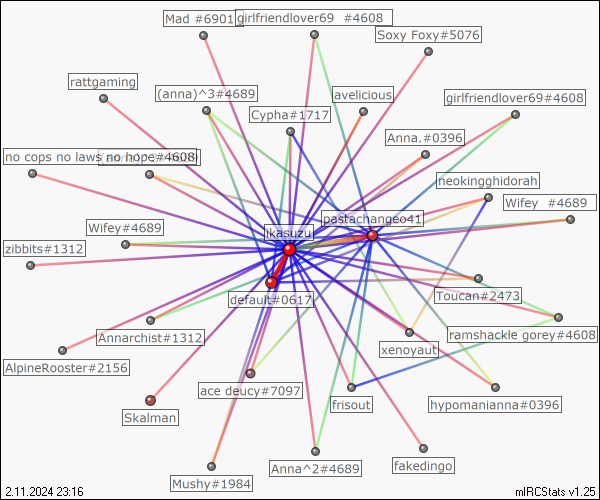 Mad #6901
girlfriendlover69 #4608
Soxy Foxy#5076
rattgaming
(anna)^3#4689
avelicious
girlfriendlover69#4608
Cypha#1717
Anna.#0396
no cops no laws no hope#4608
neokingghidorah
Wifey #4689
pastachangeo41
Wifey#4689
ikasuzu
zibbits#1312
default#0617
Toucan#2473
Annarchist#1312
ramshackle gorey#4608
xenoyaut
AlpineRooster#2156
ace deucy#7097
Skalman
frisout
hypomanianna#0396
Anna^2#4689
fakedingo
Mushy#1984
2.11.2024 23:16
mIRCStats v1.25